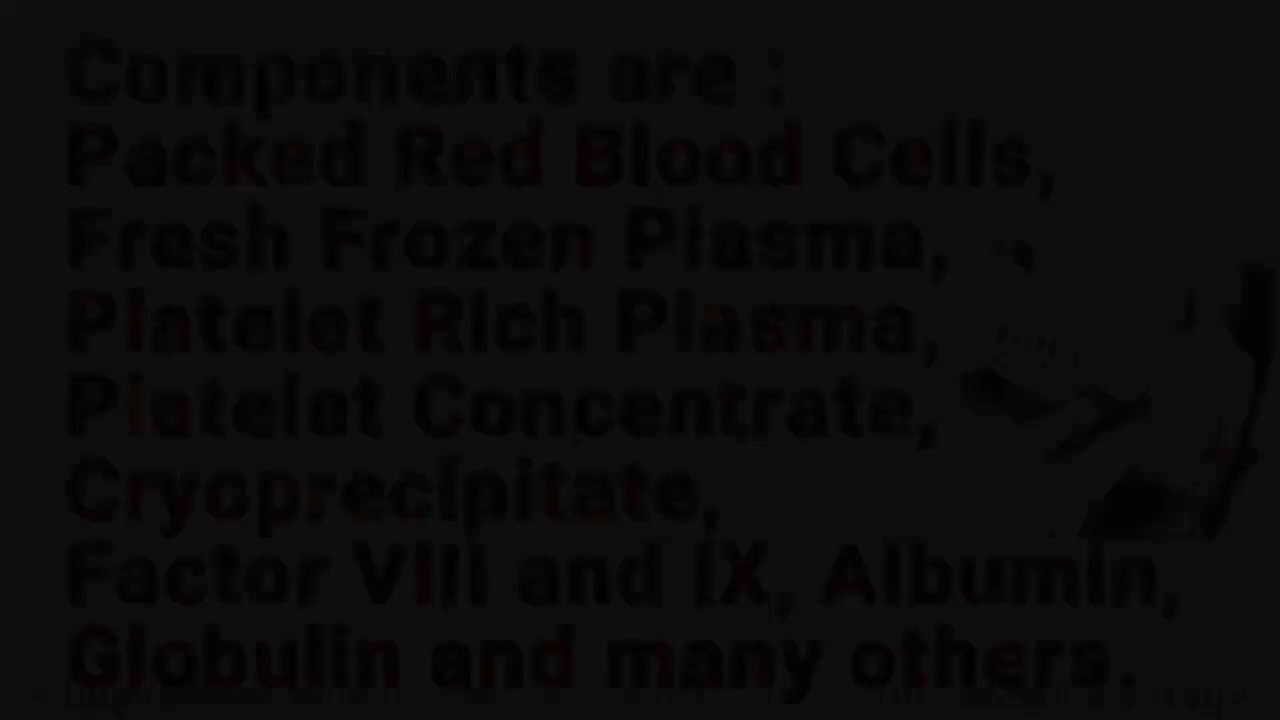 Components are :
Packed Red Blood Cells,
Fresh Frozen Plasma,
Platelet Rich Plasma,
Platelet Concentrate,
Cryoprecipitate,
Factor VIII and IX, Albumin,
Globulin and many others.